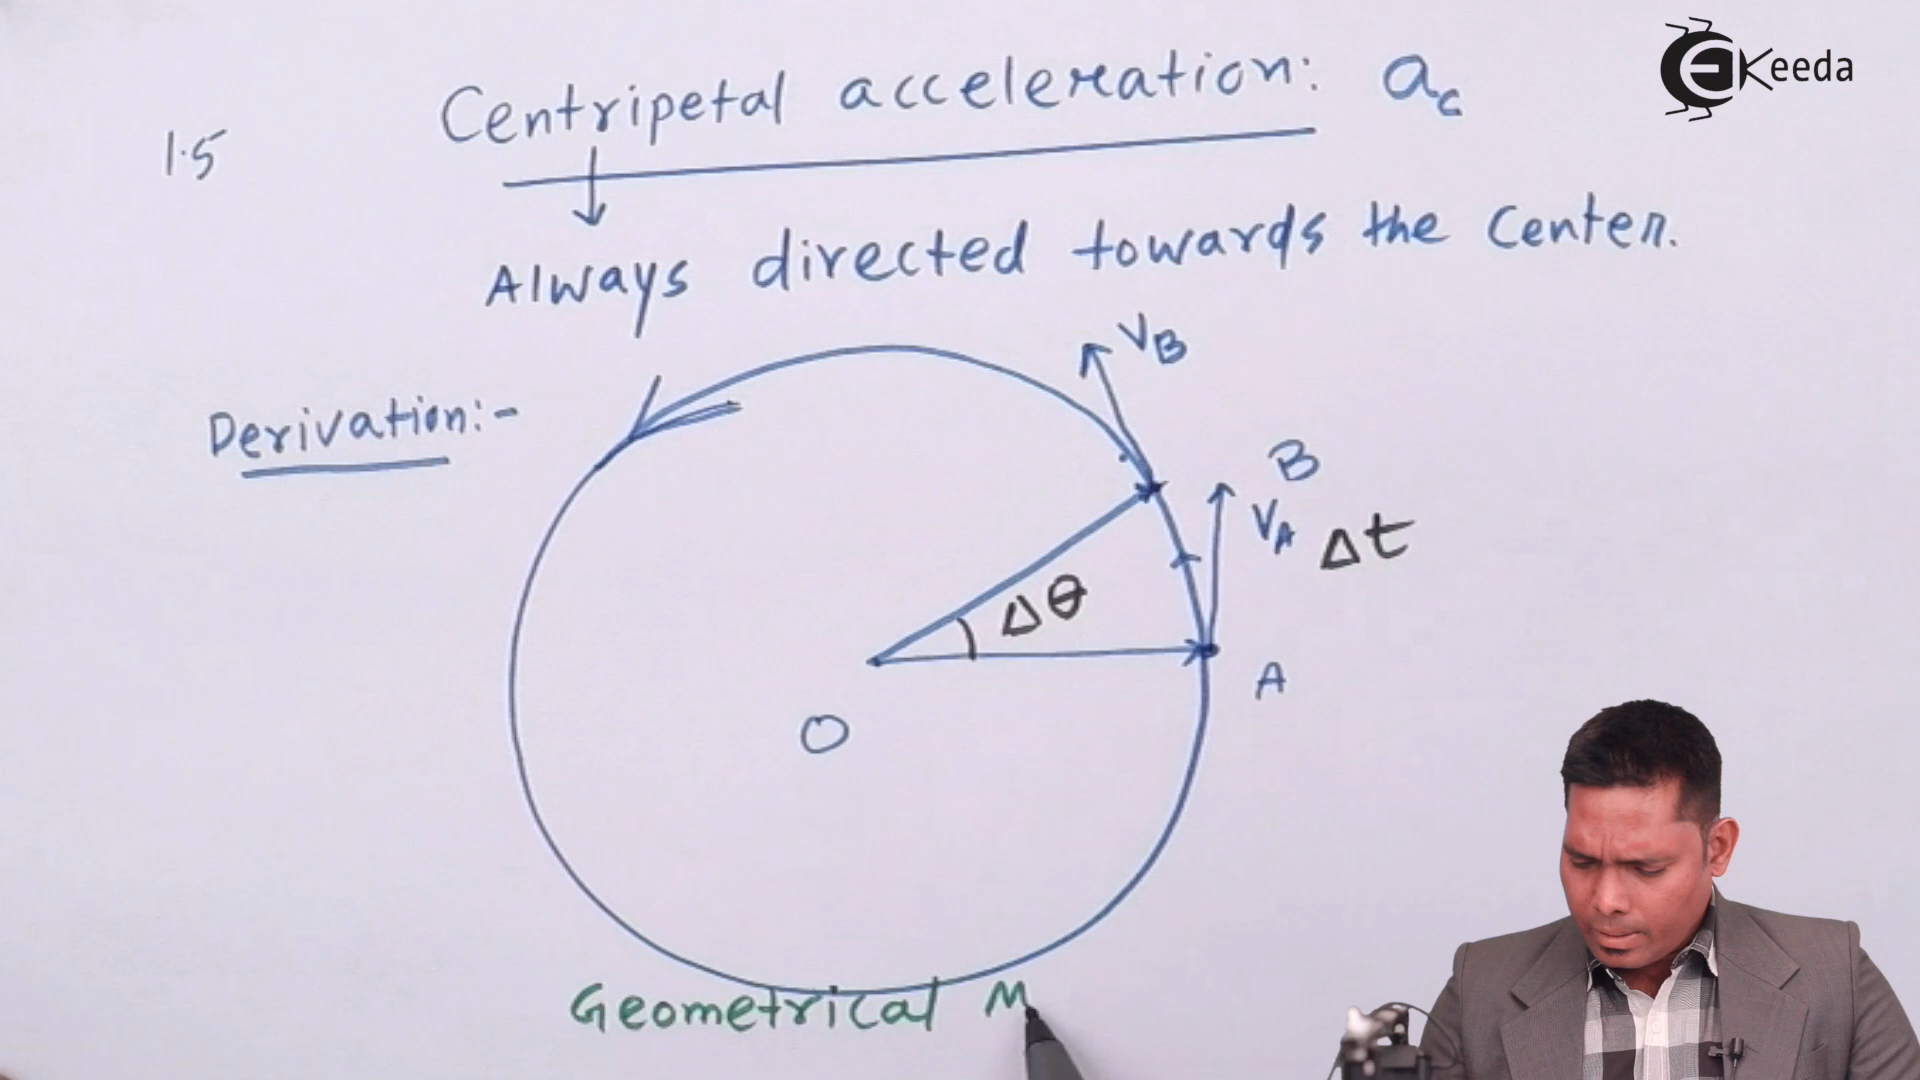 EKeeda
Centripetal acceleration: ac
1.5
Always directed towards the center.
VB
Derivation:-
B
VA Δt
Δθ
A
O
Geometrical M